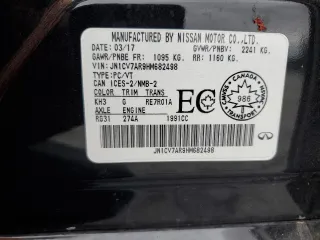 MANUFACTURED BY NISSAN MOTOR CO.,LTD.
DATE: 03/17 GVWR/PNBV: 2241 KG.
GAWR/PNBE FR: 1095 KG. RR: 1160 KG.
VIN: JN1CV7AR9HM682498
TYPE: PC/VT
CAN ICES-2/NMB-2
COLOR TRIM TRANS
KH3 G RE7R01A
AXLE ENGINE
RG31 274A 1991CC
EC
CANADA
986
TRANSPORT
JN1CV7AR9HM682498